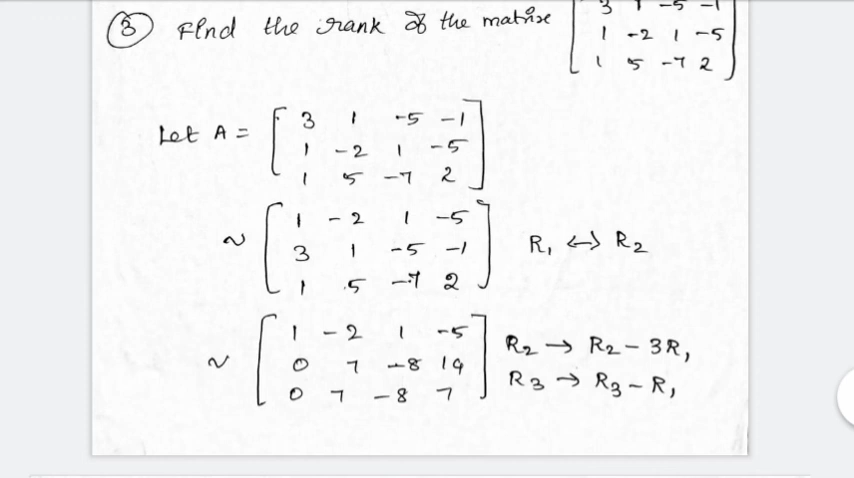 3 Find the rank of the matrix
3 1 -5 -1
1 -2 1 -5
1 5 -7 2
Let A =
3 1 -5 -1
1 -2 1 -5
1 5 -7 2
~
1 -2 1 -5
3 1 -5 -1
1 5 -7 2
R₁ ↔ R₂
~
1 -2 1 -5
0 7 -8 14
0 7 -8 7
R₂ → R₂ - 3R₁
R₃ → R₃ - R₁